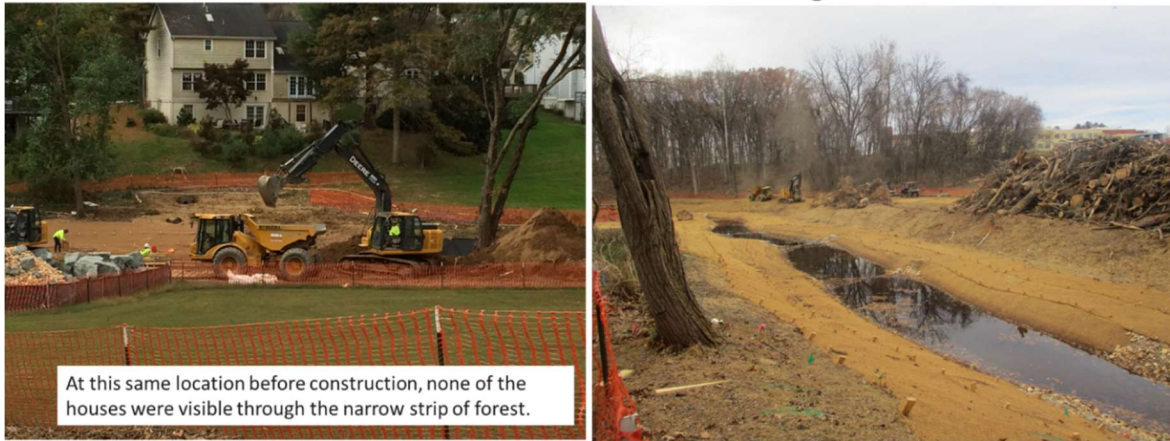 DEERE
At this same location before construction, none of the
houses were visible through the narrow strip of forest.